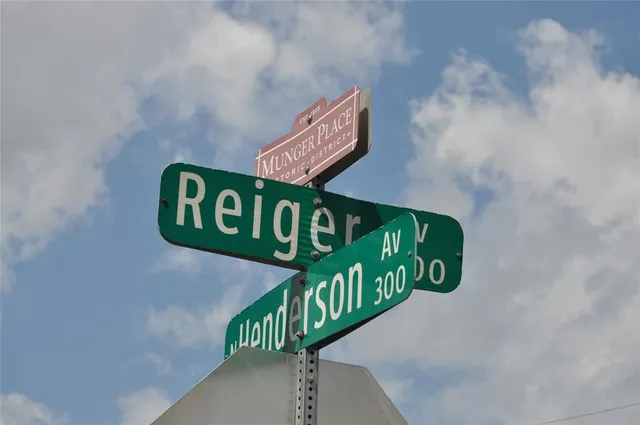 MUNGER PLACE
HISTORIC DISTRICT
Reiger Av
00
N Henderson Av
300